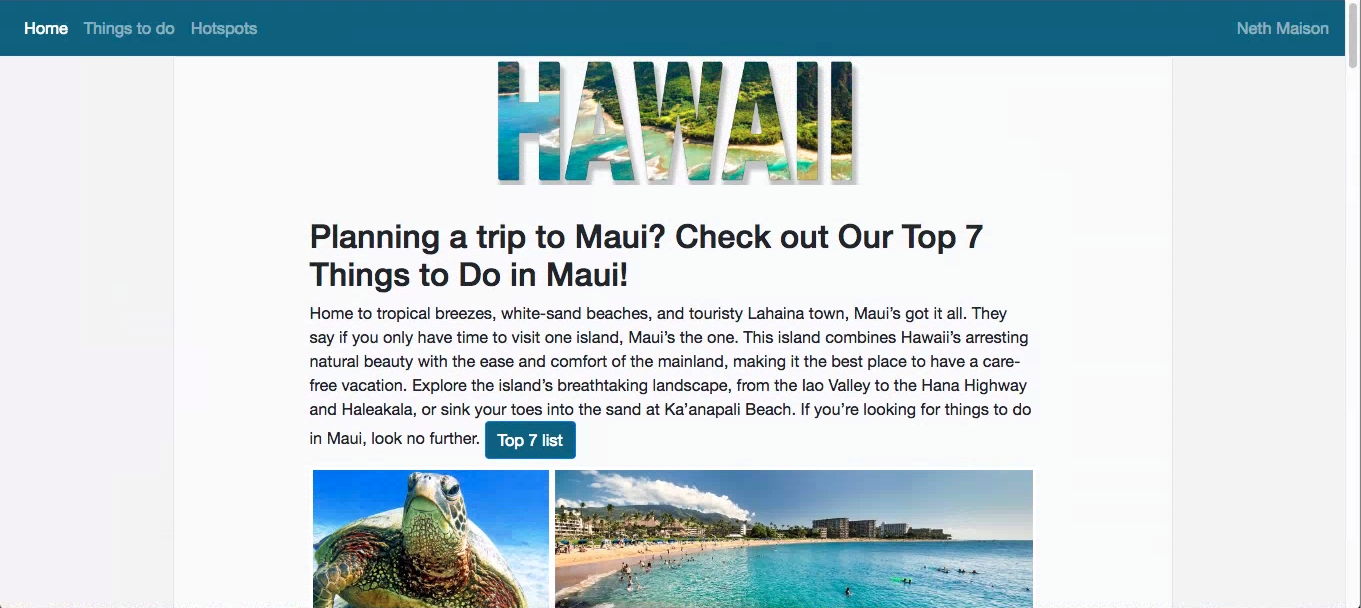 Home Things to do Hotspots Neth Maison
HAWAII
Planning a trip to Maui? Check out Our Top 7
Things to Do in Maui!
Home to tropical breezes, white-sand beaches, and touristy Lahaina town, Maui’s got it all. They
say if you only have time to visit one island, Maui’s the one. This island combines Hawaii’s arresting
natural beauty with the ease and comfort of the mainland, making it the best place to have a care-
free vacation. Explore the island’s breathtaking landscape, from the Iao Valley to the Hana Highway
and Haleakala, or sink your toes into the sand at Ka’anapali Beach. If you’re looking for things to do
in Maui, look no further. Top 7 list